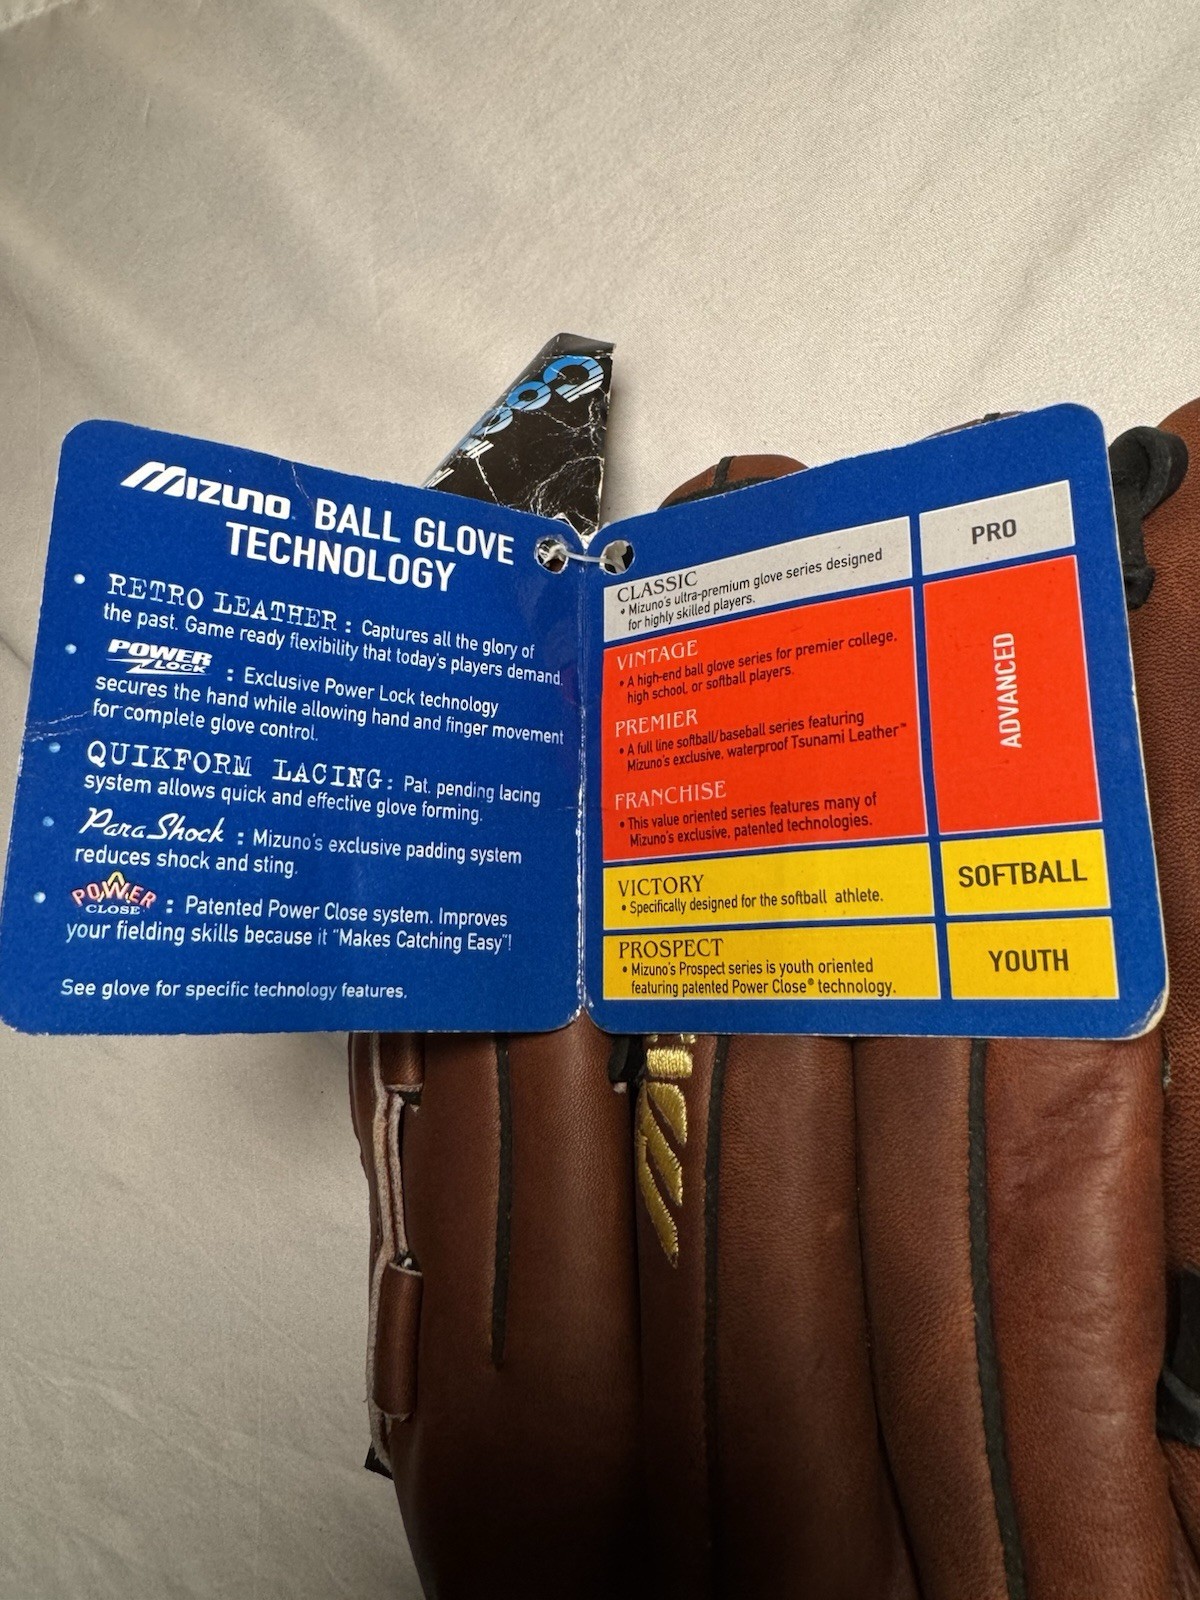 MIZUNO BALL GLOVE
TECHNOLOGY
• RETRO LEATHER: Captures all the glory of
the past. Game ready flexibility that today's players demand.
• POWER LOCK : Exclusive Power Lock technology
secures the hand while allowing hand and finger movement
for complete glove control.
• QUIKFORM LACING: Pat. pending lacing
system allows quick and effective glove forming.
• ParaShock : Mizuno's exclusive padding system
reduces shock and sting.
• POWER CLOSE : Patented Power Close system. Improves
your fielding skills because it "Makes Catching Easy"!
See glove for specific technology features.
CLASSIC
• Mizuno's ultra-premium glove series designed
for highly skilled players.
PRO
VINTAGE
• A high-end ball glove series for premier college,
high school, or softball players.
PREMIER
• A full line softball/baseball series featuring
Mizuno's exclusive, waterproof Tsunami Leather™
FRANCHISE
• This value oriented series features many of
Mizuno's exclusive, patented technologies.
ADVANCED
VICTORY
• Specifically designed for the softball athlete.
SOFTBALL
PROSPECT
• Mizuno's Prospect series is youth oriented
featuring patented Power Close® technology.
YOUTH